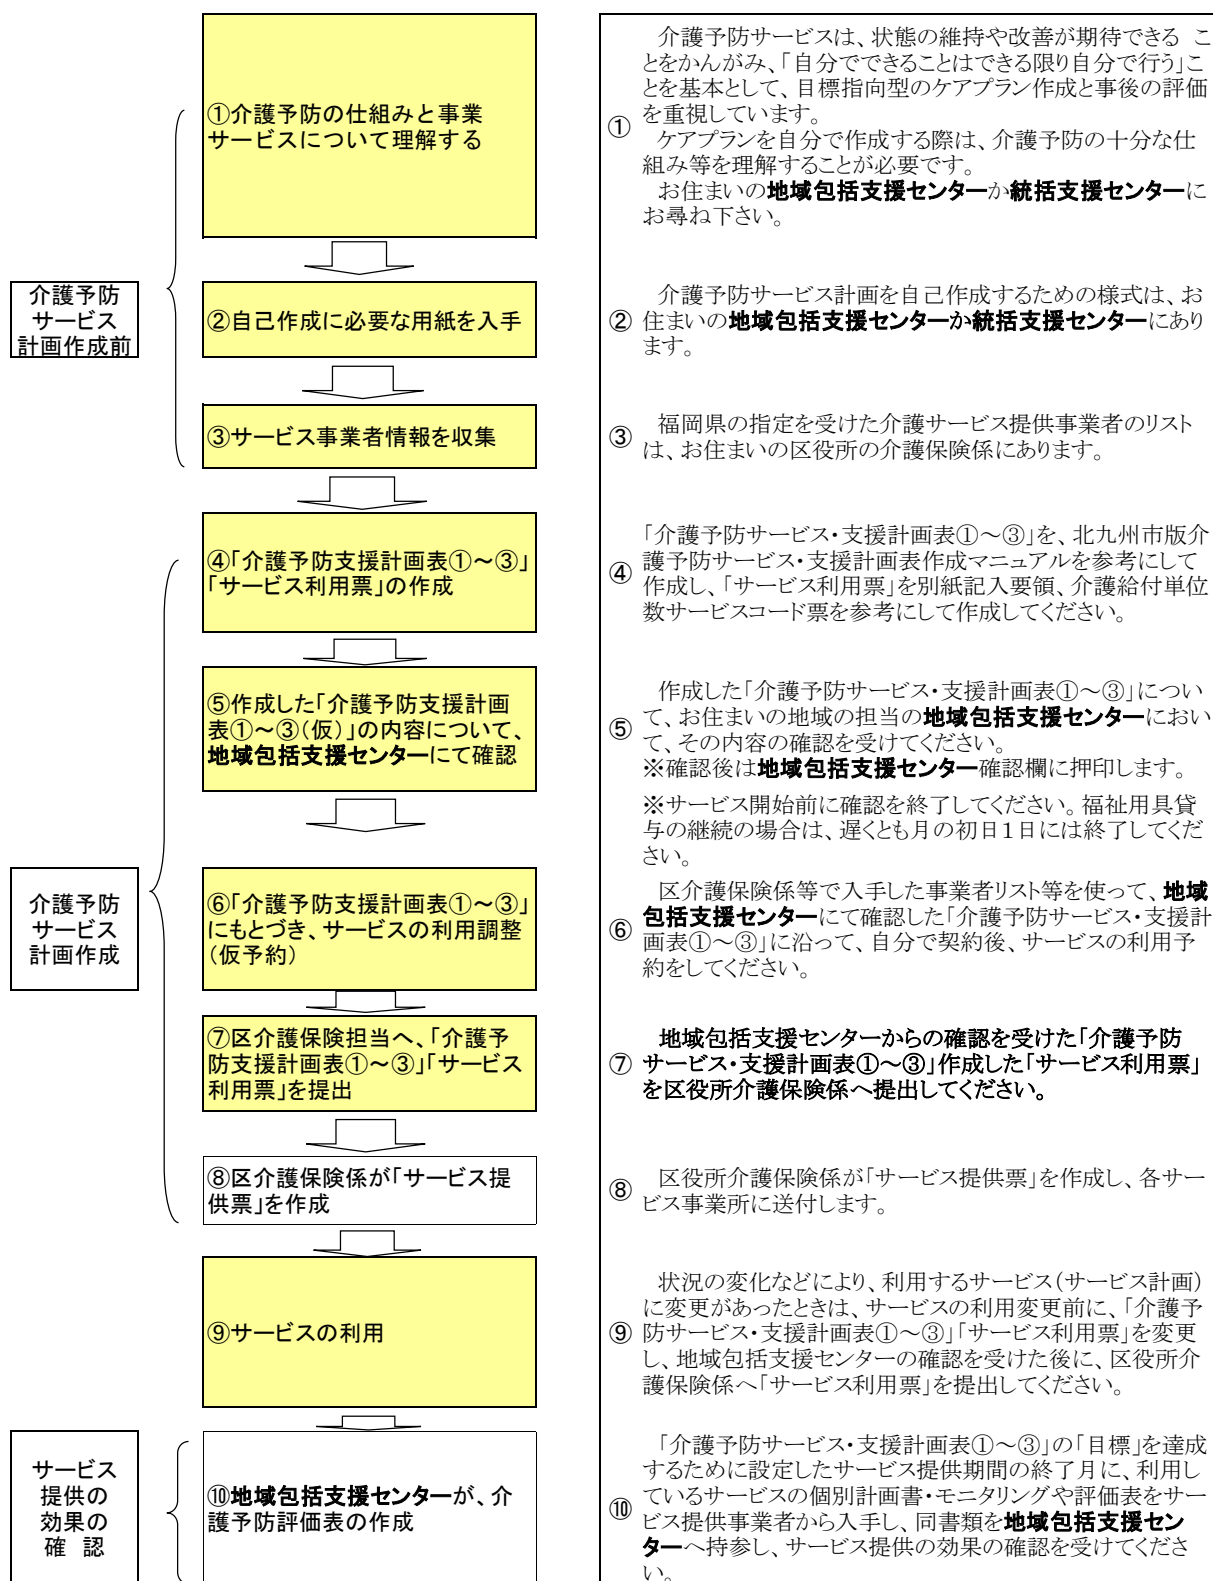 介護予防
サービス
計画作成前
①介護予防の仕組みと事業
サービスについて理解する
②自己作成に必要な用紙を入手
③サービス事業者情報を収集
介護予防
サービス
計画作成
④「介護予防支援計画表①～③」
「サービス利用票」の作成
⑤作成した「介護予防支援計画
表①～③(仮)」の内容について、
地域包括支援センターにて確認
⑥「介護予防支援計画表①～③」
にもとづき、サービスの利用調整
(仮予約)
⑦区介護保険担当へ、「介護予
防支援計画表①～③」「サービス
利用票」を提出
⑧区介護保険係が「サービス提
供票」を作成
⑨サービスの利用
サービス
提供の
効果の
確　認
⑩地域包括支援センターが、介
護予防評価表の作成
①
介護予防サービスは、状態の維持や改善が期待できる　こ
とをかんがみ、「自分でできることはできる限り自分で行う」こ
とを基本として、目標指向型のケアプラン作成と事後の評価
を重視しています。
ケアプランを自分で作成する際は、介護予防の十分な仕
組み等を理解することが必要です。
お住まいの地域包括支援センターか統括支援センターに
お尋ね下さい。
②
介護予防サービス計画を自己作成するための様式は、お
住まいの地域包括支援センターか統括支援センターにあり
ます。
③
福岡県の指定を受けた介護サービス提供事業者のリスト
は、お住まいの区役所の介護保険係にあります。
④
「介護予防サービス・支援計画表①～③」を、北九州市版介
護予防サービス・支援計画表作成マニュアルを参考にして
作成し、「サービス利用票」を別紙記入要領、介護給付単位
数サービスコード票を参考にして作成してください。
⑤
作成した「介護予防サービス・支援計画表①～③」につい
て、お住まいの地域の担当の地域包括支援センターにおい
て、その内容の確認を受けてください。
※確認後は地域包括支援センター確認欄に押印します。
※サービス開始前に確認を終了してください。福祉用具貸
与の継続の場合は、遅くとも月の初日１日には終了してくだ
さい。
⑥
区介護保険係等で入手した事業者リスト等を使って、地域
包括支援センターにて確認した「介護予防サービス・支援計
画表①～③」に沿って、自分で契約後、サービスの利用予
約をしてください。
⑦
地域包括支援センターからの確認を受けた「介護予防
サービス・支援計画表①～③」作成した「サービス利用票」
を区役所介護保険係へ提出してください。
⑧
区役所介護保険係が「サービス提供票」を作成し、各サー
ビス事業所に送付します。
⑨
状況の変化などにより、利用するサービス(サービス計画)
に変更があったときは、サービスの利用変更前に、「介護予
防サービス・支援計画表①～③」「サービス利用票」を変更
し、地域包括支援センターの確認を受けた後に、区役所介
護保険係へ「サービス利用票」を提出してください。
⑩
「介護予防サービス・支援計画表①～③」の「目標」を達成
するために設定したサービス提供期間の終了月に、利用し
ているサービスの個別計画書・モニタリングや評価表をサー
ビス提供事業者から入手し、同書類を地域包括支援セン
ターへ持参し、サービス提供の効果の確認を受けてくださ
い。